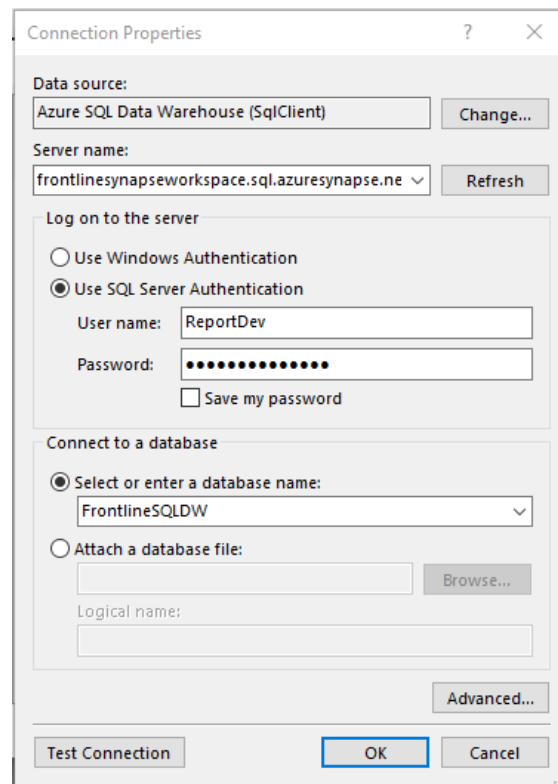 Connection Properties
Data source:
Azure SQL Data Warehouse (SqlClient)
Change...
Server name:
frontlinesynapseworkspace.sql.azuresynapse.ne
Refresh
Log on to the server
Use Windows Authentication
Use SQL Server Authentication
User name: ReportDev
Password: ••••••••••••••
Save my password
Connect to a database
Select or enter a database name:
FrontlineSQLDW
Attach a database file:
Browse...
Logical name:
Advanced...
Test Connection OK Cancel